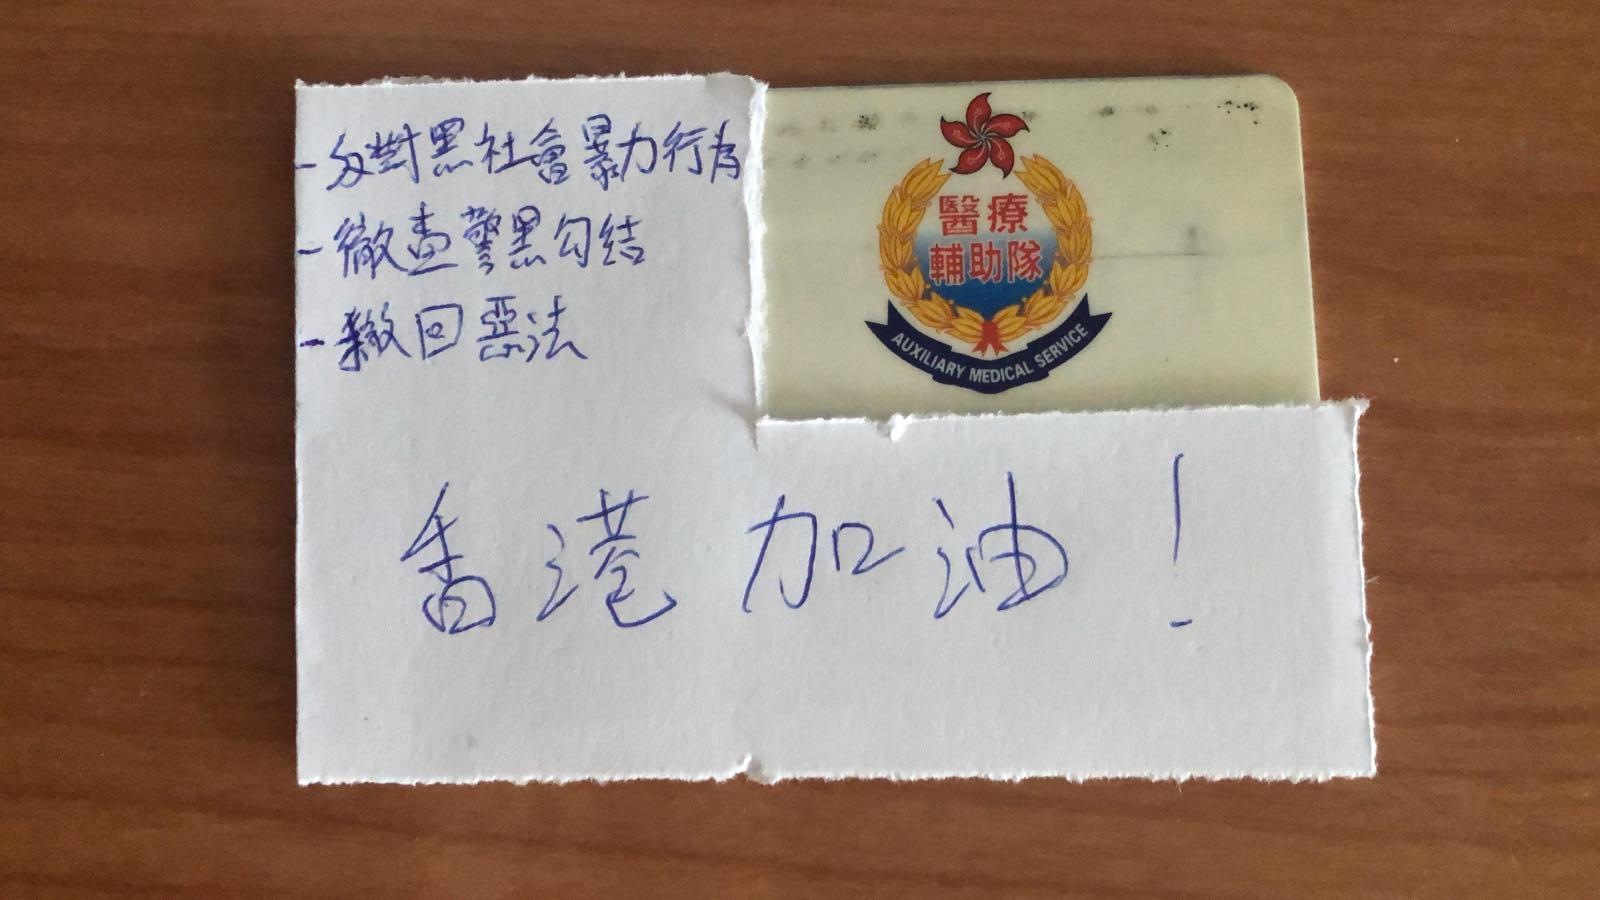 - 反對黑社會暴力行為
- 徹查警黑勾結
- 撤回惡法
醫療
輔助隊
AUXILIARY MEDICAL SERVICE
香港加油！